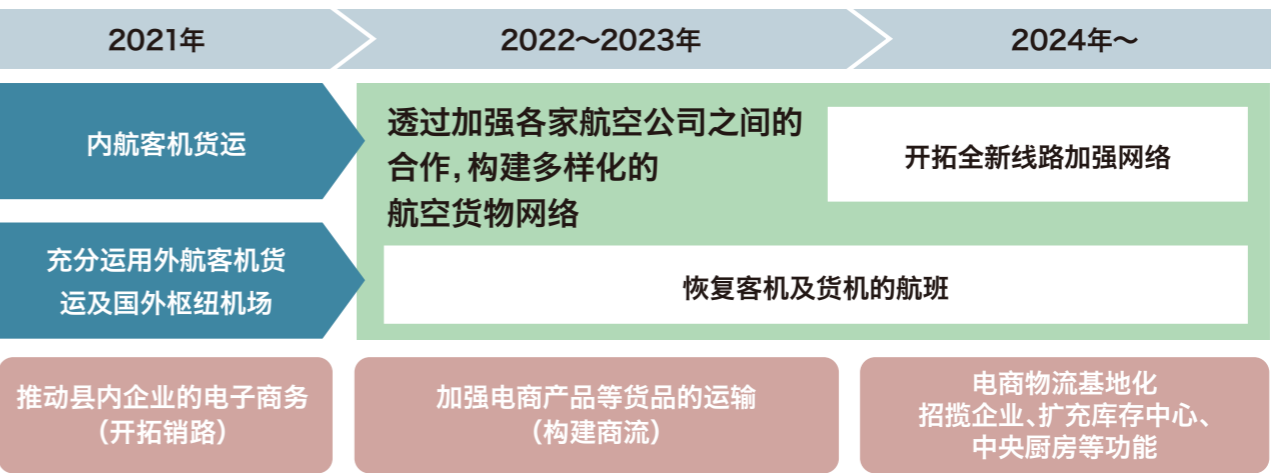 2021年
2022～2023年
2024年～
内航客机货运
充分运用外航客机货
运及国外枢纽机场
透过加强各家航空公司之间的
合作，构建多样化的
航空货物网络
开拓全新线路加强网络
恢复客机及货机的航班
推动县内企业的电子商务
（开拓销路）
加强电商产品等货品的运输
（构建商流）
电商物流基地化
招揽企业、扩充库存中心、
中央厨房等功能